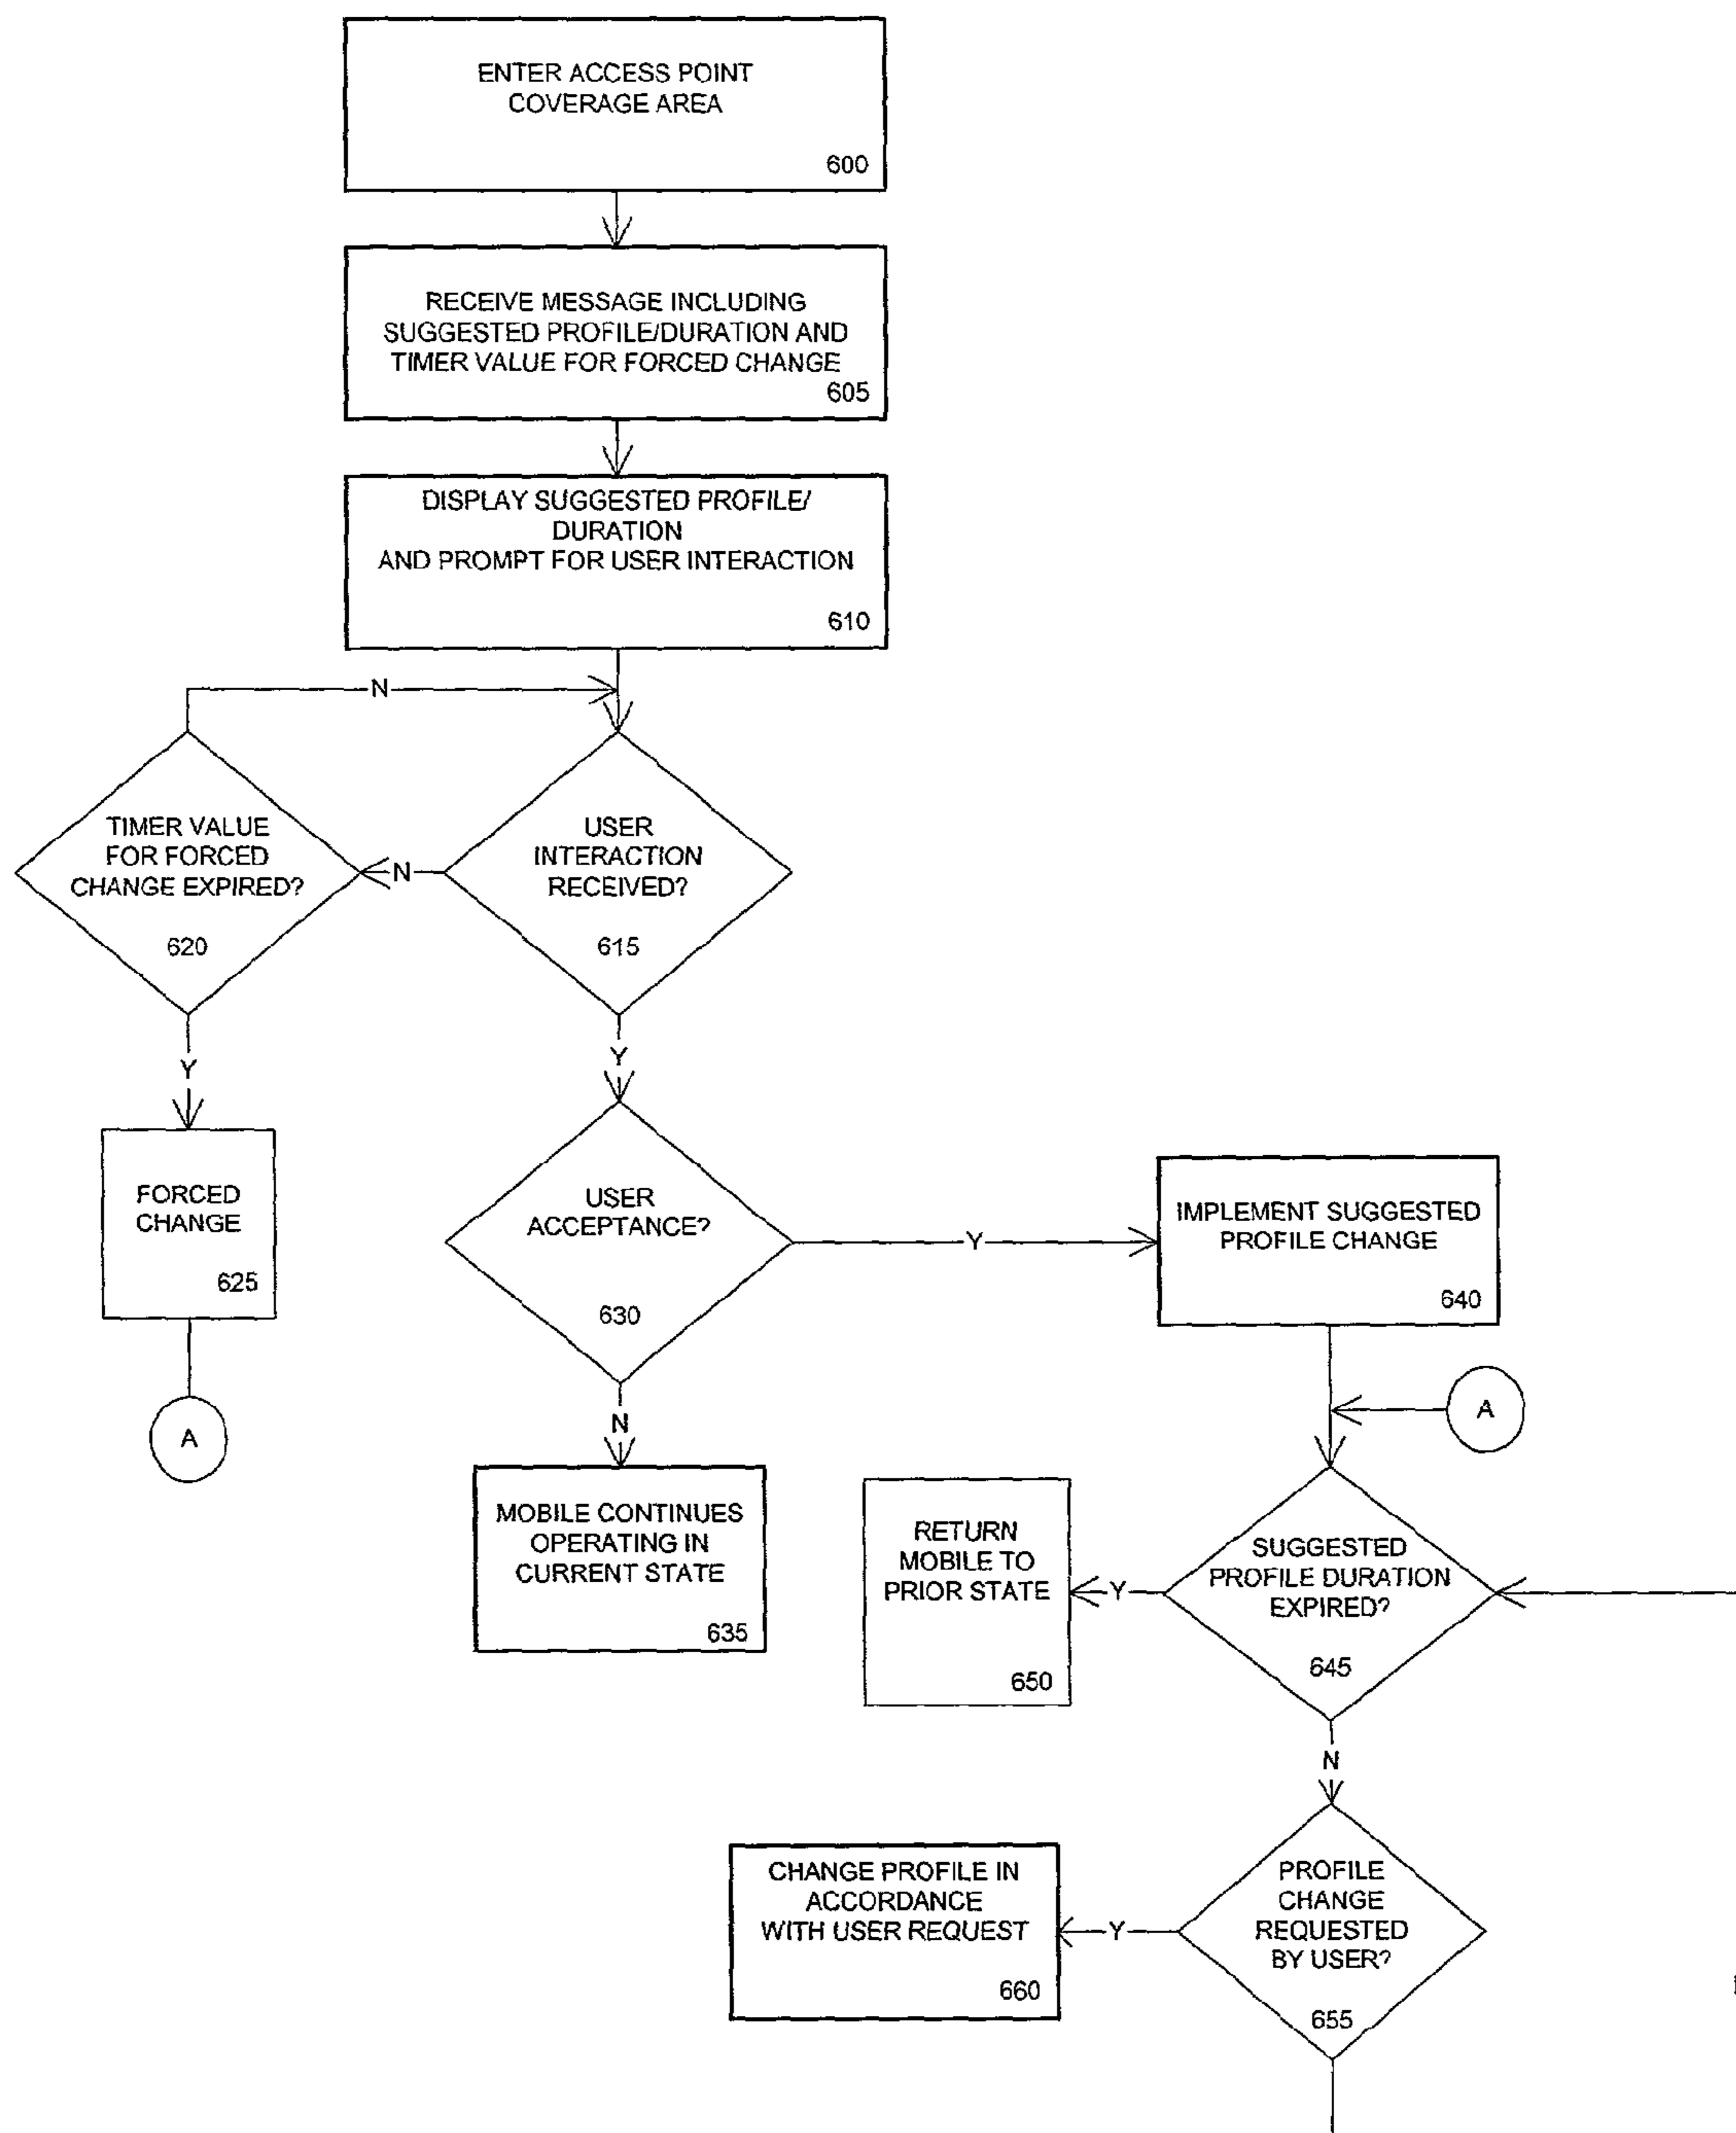 ENTER ACCESS POINT
COVERAGE AREA
600
RECEIVE MESSAGE INCLUDING
SUGGESTED PROFILE/DURATION AND
TIMER VALUE FOR FORCED CHANGE
605
DISPLAY SUGGESTED PROFILE/
DURATION
AND PROMPT FOR USER INTERACTION
610
N
TIMER VALUE
FOR FORCED
CHANGE EXPIRED?
620
N
USER
INTERACTION
RECEIVED?
615
Y
Y
FORCED
CHANGE
625
A
USER
ACCEPTANCE?
630
Y
IMPLEMENT SUGGESTED
PROFILE CHANGE
640
A
N
MOBILE CONTINUES
OPERATING IN
CURRENT STATE
635
RETURN
MOBILE TO
PRIOR STATE
650
Y
SUGGESTED
PROFILE DURATION
EXPIRED?
645
N
CHANGE PROFILE IN
ACCORDANCE
WITH USER REQUEST
660
Y
PROFILE
CHANGE
REQUESTED
BY USER?
655